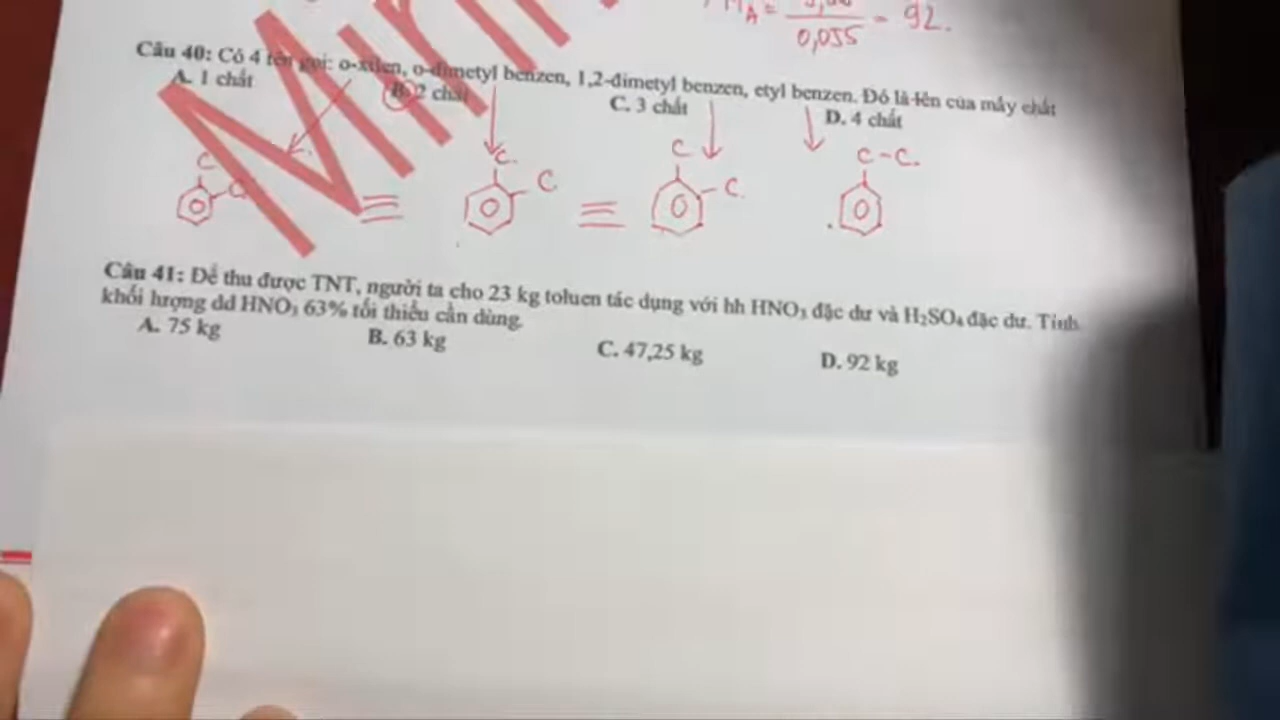 A = 0,055 = 92.
Câu 40: Có 4 tên gọi: o-xilen, o-đimetyl benzen, 1,2-đimetyl benzen, etyl benzen. Đó là tên của mấy chất
A. 1 chất B. 2 chất C. 3 chất D. 4 chất
C C C C C C-C.
≡ ≡
Câu 41: Để thu được TNT, người ta cho 23 kg toluen tác dụng với hh HNO₃ đặc dư và H₂SO₄ đặc dư. Tính
khối lượng dd HNO₃ 63% tối thiểu cần dùng.
A. 75 kg B. 63 kg C. 47,25 kg D. 92 kg